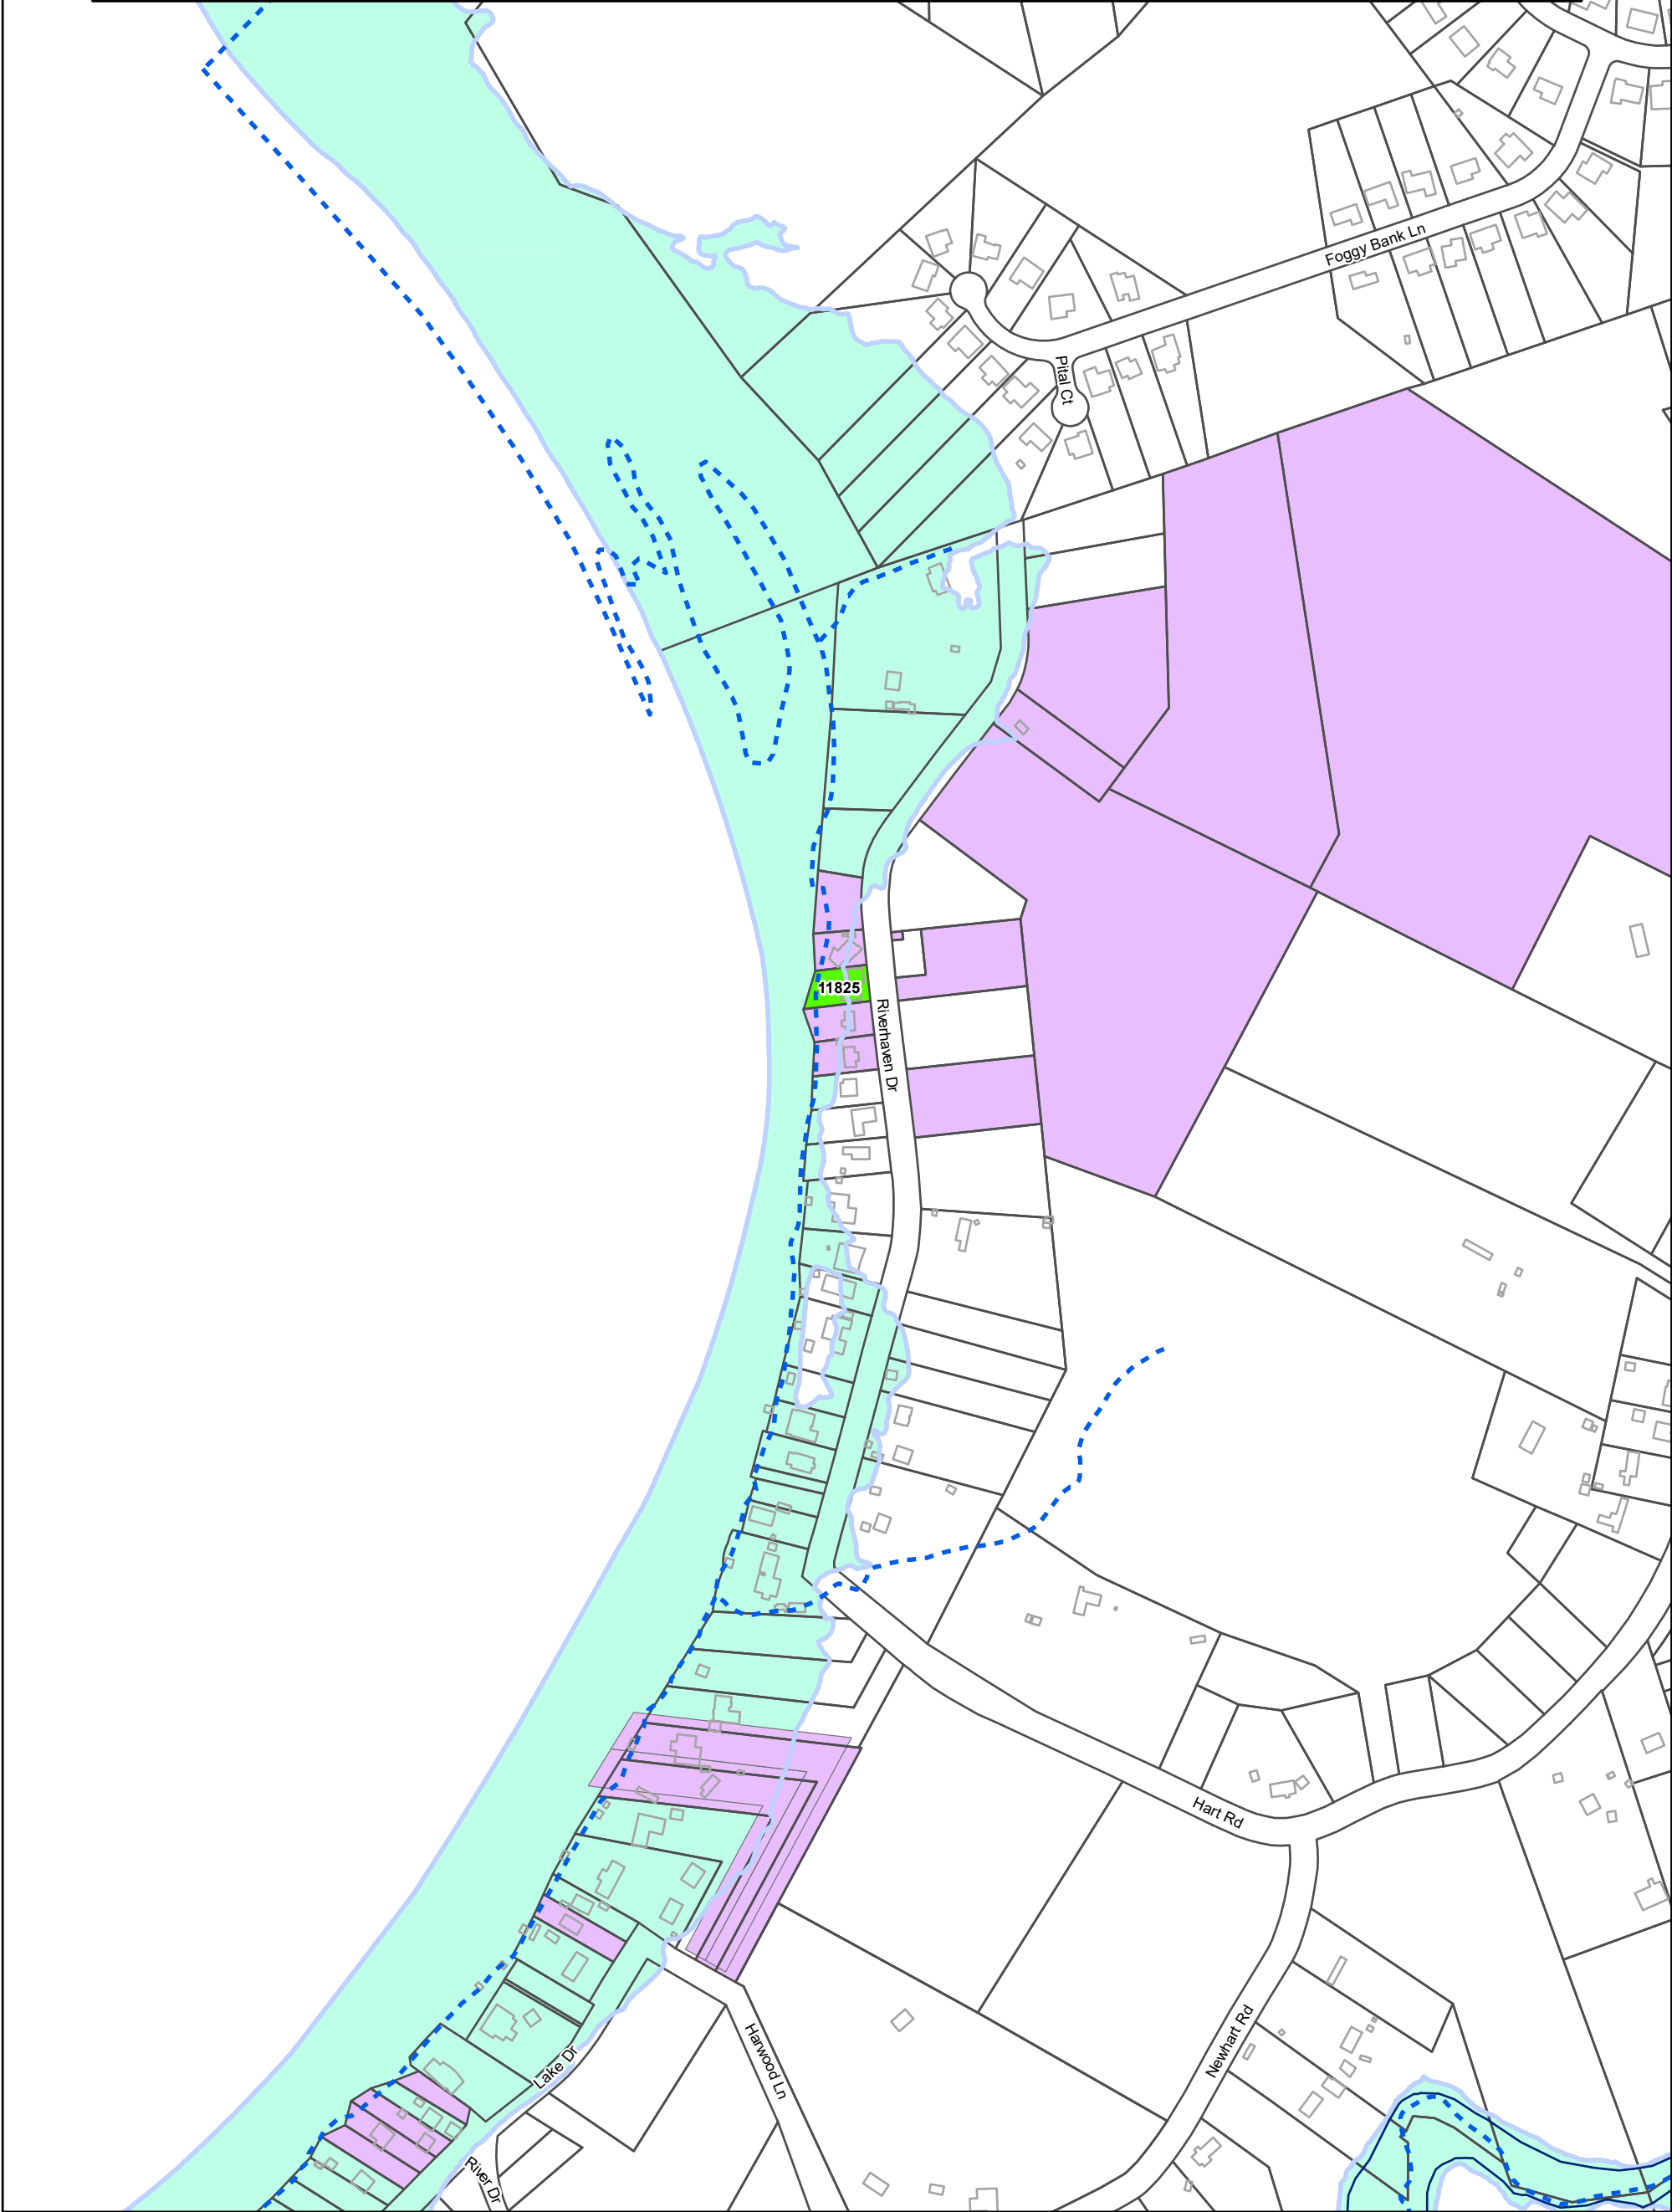 Foggy Bank Ln
Pital Ct
11825
Riverhaven Dr
Hart Rd
Newhart Rd
Harwood Ln
Lake Dr
River Dr